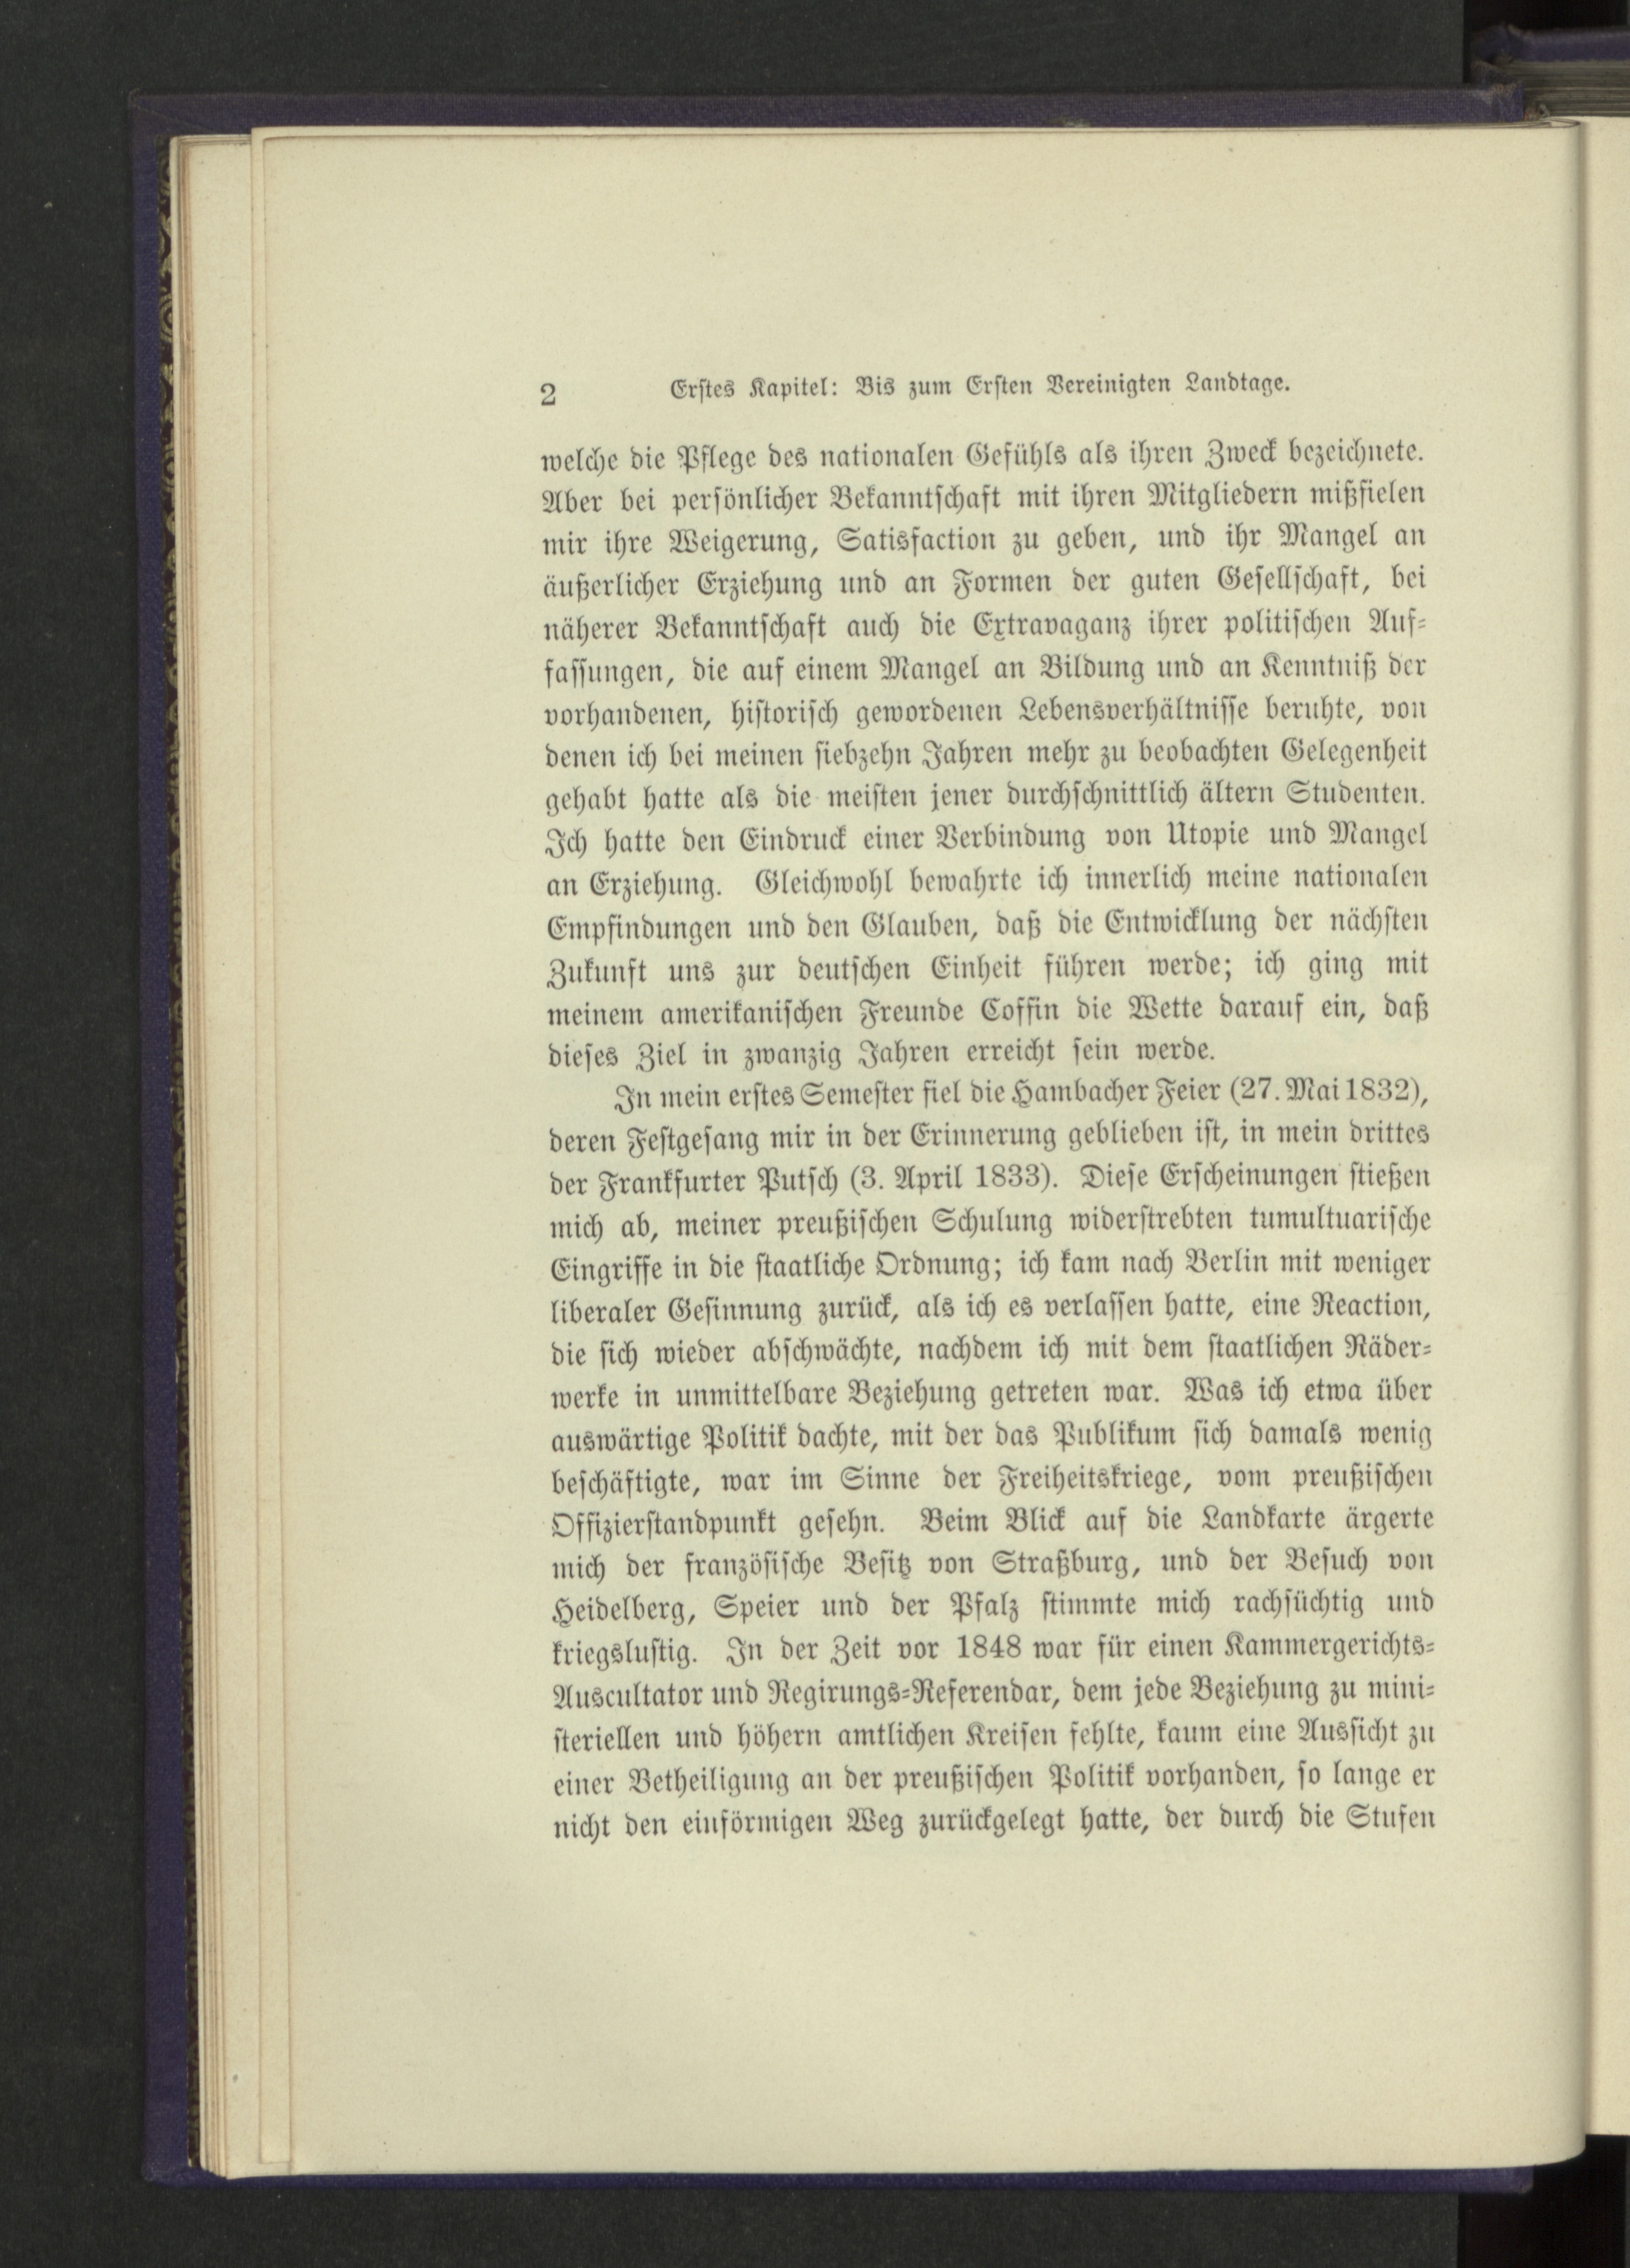 2 Erstes Kapitel: Bis zum Ersten Vereinigten Landtage.
welche die Pflege des nationalen Gefühls als ihren Zweck bezeichnete.
Aber bei persönlicher Bekanntschaft mit ihren Mitgliedern mißfielen
mir ihre Weigerung, Satisfaction zu geben, und ihr Mangel an
äußerlicher Erziehung und an Formen der guten Gesellschaft, bei
näherer Bekanntschaft auch die Extravaganz ihrer politischen Auf-
fassungen, die auf einem Mangel an Bildung und an Kenntniß der
vorhandenen, historisch gewordenen Lebensverhältnisse beruhte, von
denen ich bei meinen siebzehn Jahren mehr zu beobachten Gelegenheit
gehabt hatte als die meisten jener durchschnittlich ältern Studenten.
Ich hatte den Eindruck einer Verbindung von Utopie und Mangel
an Erziehung. Gleichwohl bewahrte ich innerlich meine nationalen
Empfindungen und den Glauben, daß die Entwicklung der nächsten
Zukunft uns zur deutschen Einheit führen werde; ich ging mit
meinem amerikanischen Freunde Coffin die Wette darauf ein, daß
dieses Ziel in zwanzig Jahren erreicht sein werde.
In mein erstes Semester fiel die Hambacher Feier (27. Mai 1832),
deren Festgesang mir in der Erinnerung geblieben ist, in mein drittes
der Frankfurter Putsch (3. April 1833). Diese Erscheinungen stießen
mich ab, meiner preußischen Schulung widerstrebten tumultuarische
Eingriffe in die staatliche Ordnung; ich kam nach Berlin mit weniger
liberaler Gesinnung zurück, als ich es verlassen hatte, eine Reaction,
die sich wieder abschwächte, nachdem ich mit dem staatlichen Räder-
werke in unmittelbare Beziehung getreten war. Was ich etwa über
auswärtige Politik dachte, mit der das Publikum sich damals wenig
beschäftigte, war im Sinne der Freiheitskriege, vom preußischen
Offizierstandpunkt gesehn. Beim Blick auf die Landkarte ärgerte
mich der französische Besitz von Straßburg, und der Besuch von
Heidelberg, Speier und der Pfalz stimmte mich rachsüchtig und
kriegslustig. In der Zeit vor 1848 war für einen Kammergerichts-
Auscultator und Regirungs-Referendar, dem jede Beziehung zu mini-
steriellen und höhern amtlichen Kreisen fehlte, kaum eine Aussicht zu
einer Betheiligung an der preußischen Politik vorhanden, so lange er
nicht den einförmigen Weg zurückgelegt hatte, der durch die Stufen